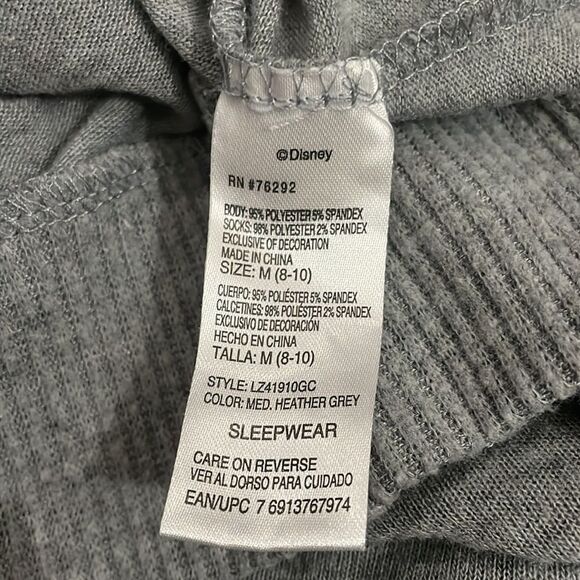 ©Disney
RN #76292
BODY: 95% POLYESTER 5% SPANDEX
SOCKS: 98% POLYESTER 2% SPANDEX
EXCLUSIVE OF DECORATION
MADE IN CHINA
SIZE: M (8-10)
CUERPO: 95% POLIÉSTER 5% SPANDEX
CALCETINES: 98% POLIÉSTER 2% SPANDEX
EXCLUSIVO DE DECORACIÓN
HECHO EN CHINA
TALLA: M (8-10)
STYLE: LZ41910GC
COLOR: MED. HEATHER GREY
SLEEPWEAR
CARE ON REVERSE
VER AL DORSO PARA CUIDADO
EAN/UPC 7 6913767974